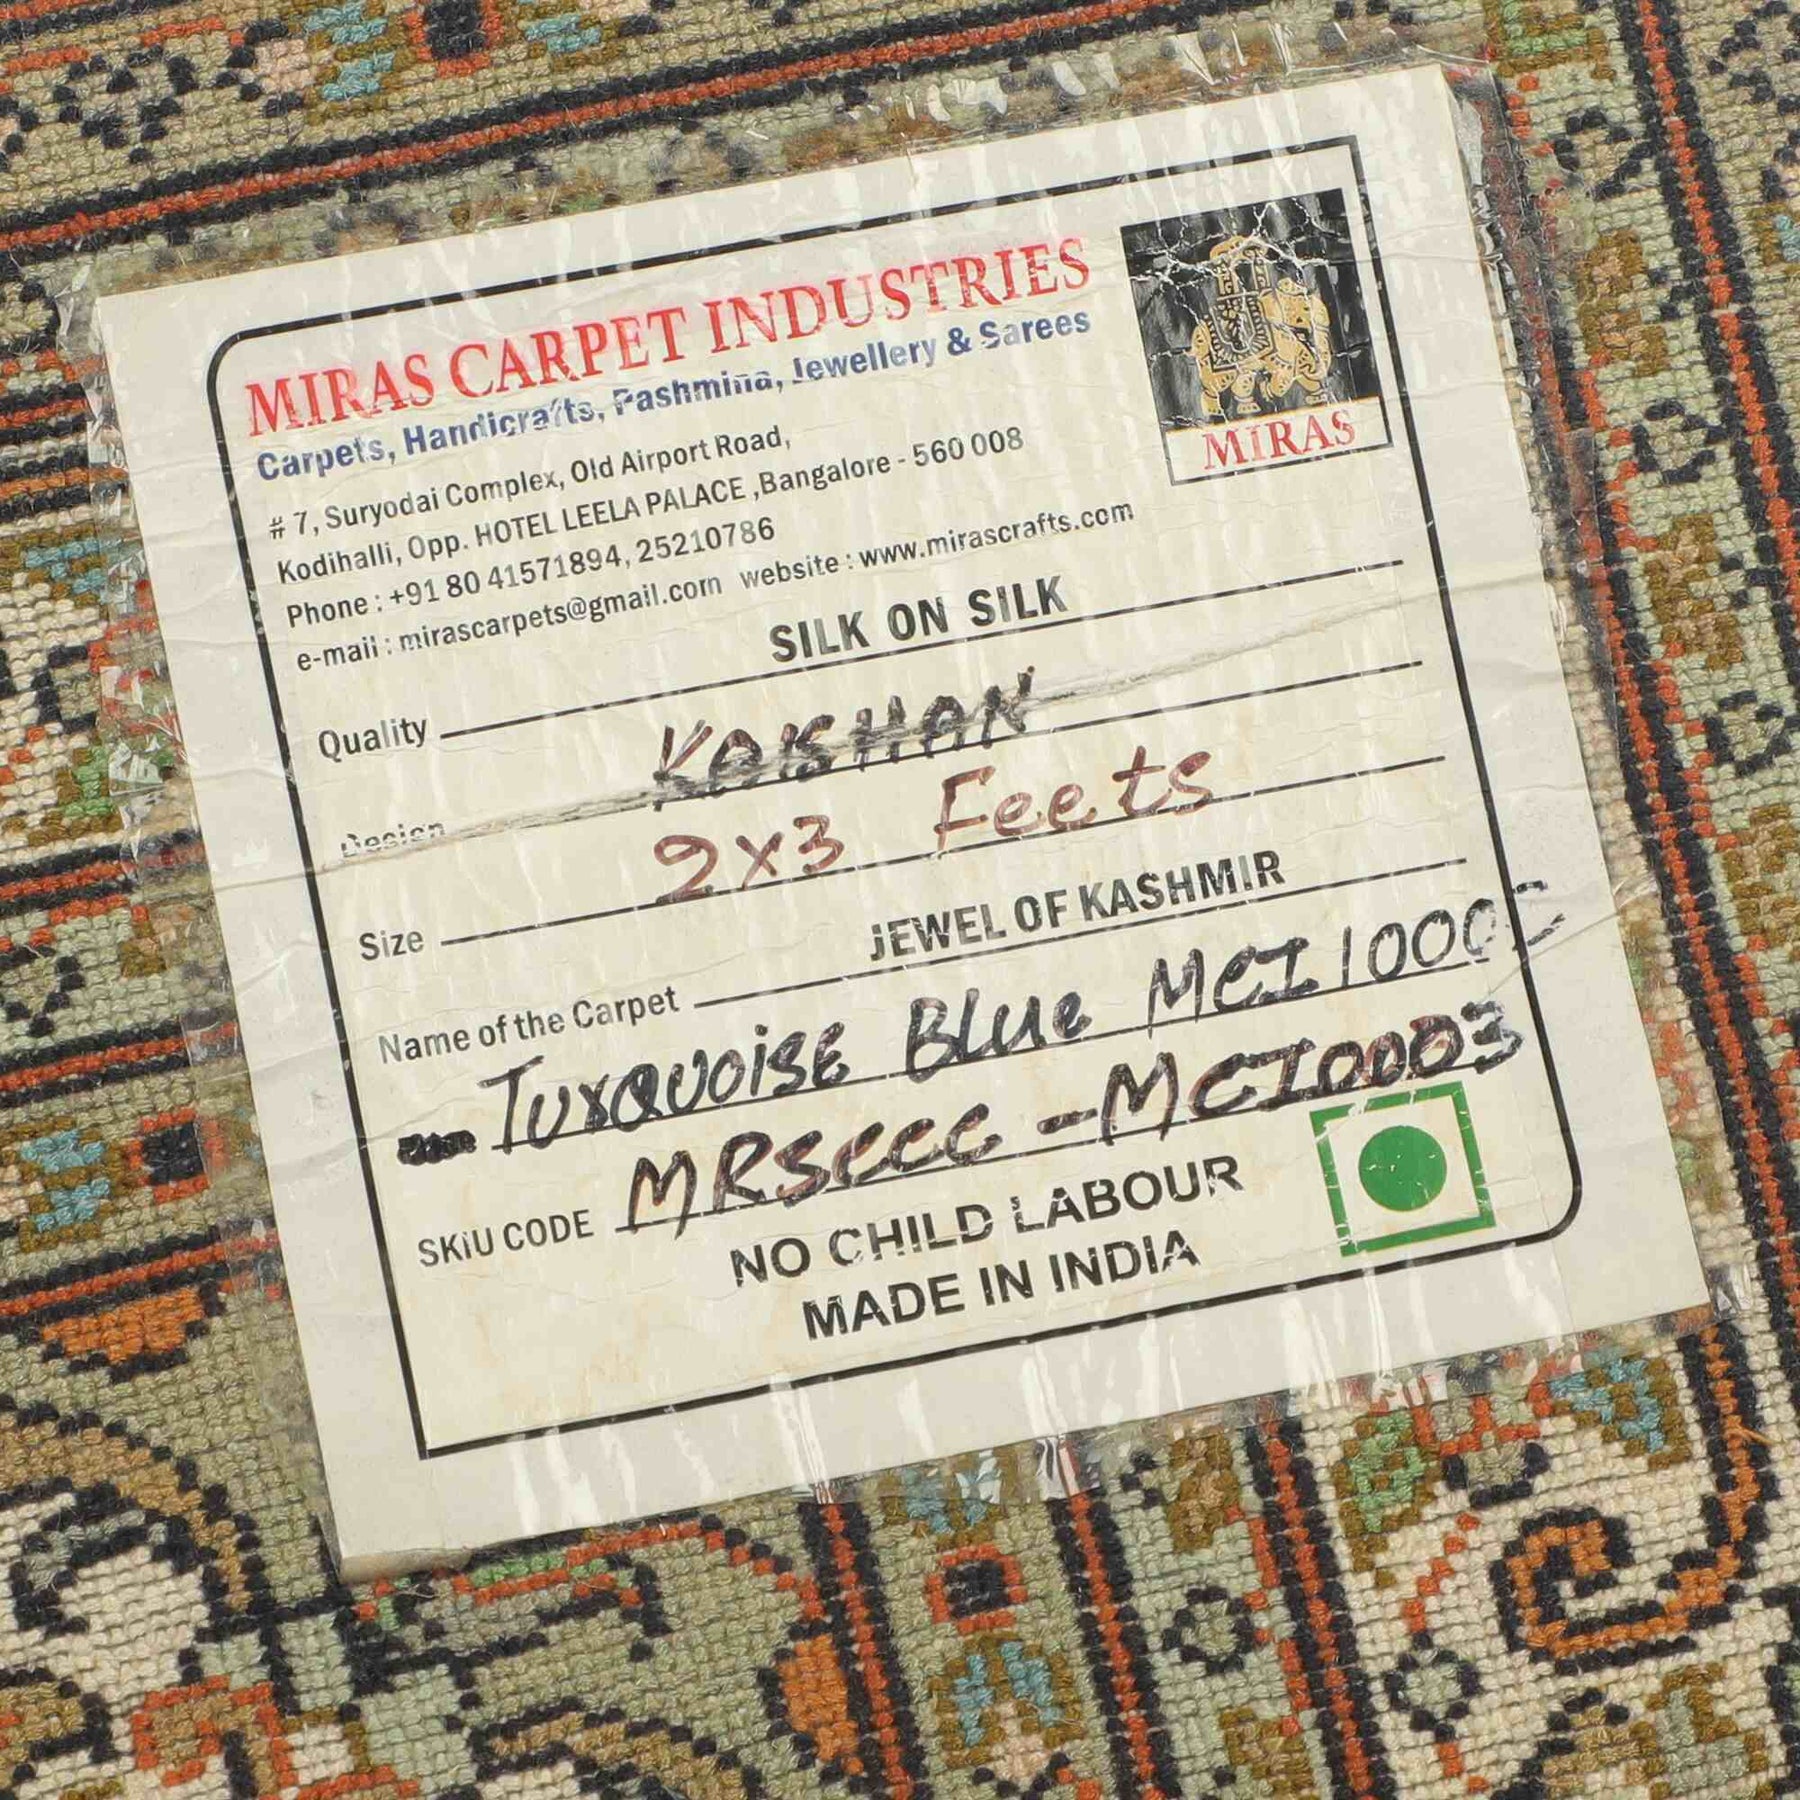 MIRAS CARPET INDUSTRIES
Carpets, Handicrafts, Pashmina, Jewellery & Sarees
# 7, Suryodai Complex, Old Airport Road,
Kodihalli, Opp. HOTEL LEELA PALACE ,Bangalore - 560 008
Phone : +91 80 41571894, 25210786
e-mail : mirascarpets@gmail.com website : www.mirascrafts.com
MIRAS
Quality SILK ON SILK
Design KASHAN
Size 2X3 Feets
Name of the Carpet JEWEL OF KASHMIR
Turquoise Blue
SKIU CODE MRSCCCC - MCI0003
NO CHILD LABOUR
MADE IN INDIA